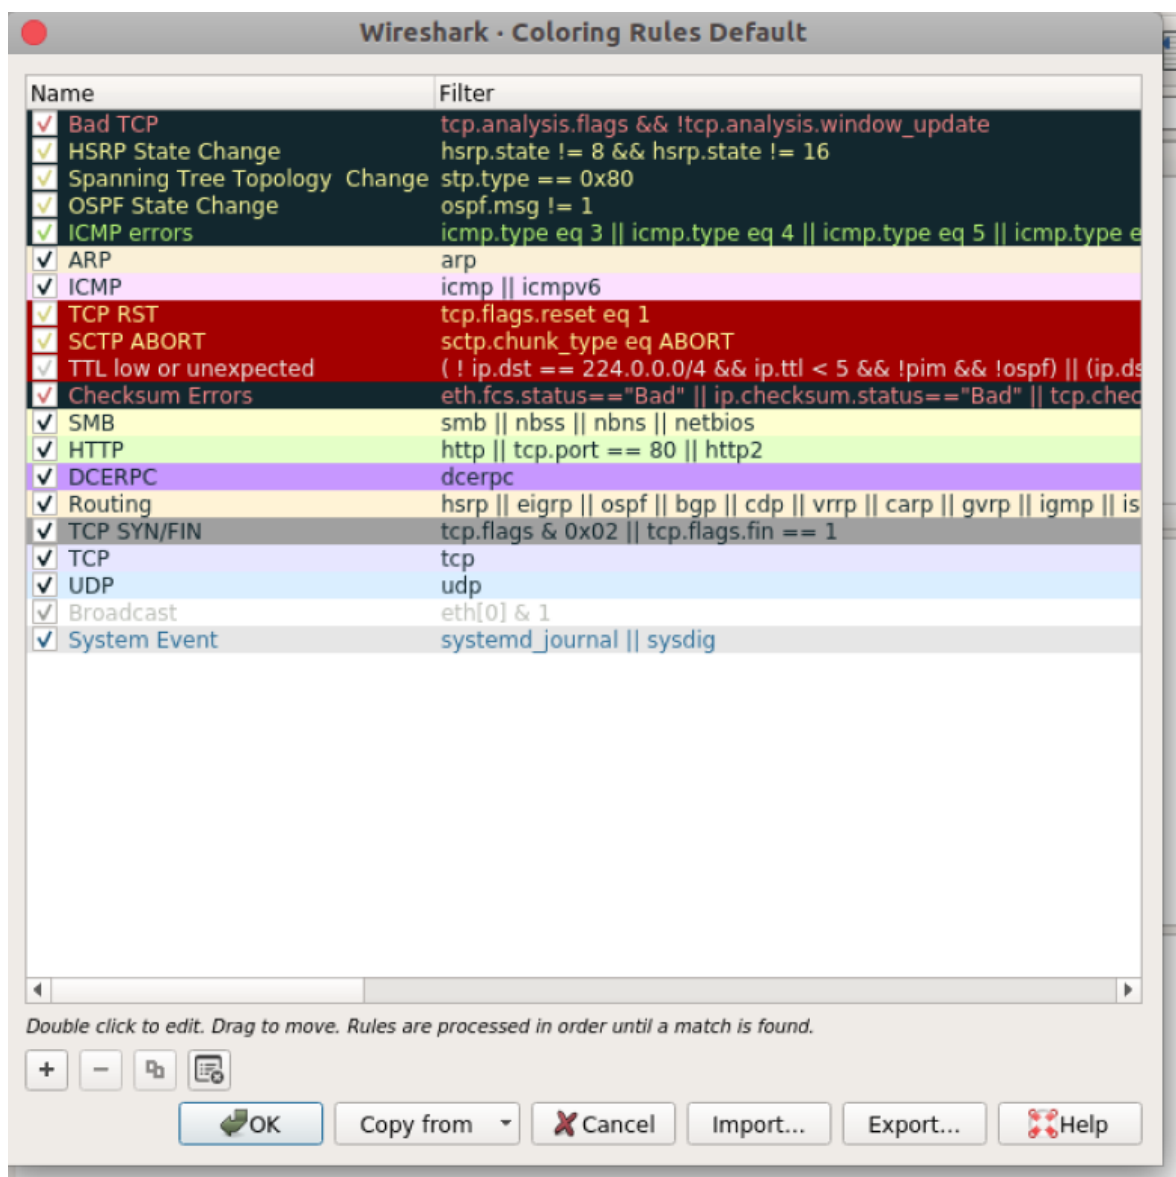 Wireshark · Coloring Rules Default
Name Filter
Bad TCP tcp.analysis.flags && !tcp.analysis.window_update
HSRP State Change hsrp.state != 8 && hsrp.state != 16
Spanning Tree Topology  Change stp.type == 0x80
OSPF State Change ospf.msg != 1
ICMP errors icmp.type eq 3 || icmp.type eq 4 || icmp.type eq 5 || icmp.type e
ARP arp
ICMP icmp || icmpv6
TCP RST tcp.flags.reset eq 1
SCTP ABORT sctp.chunk_type eq ABORT
TTL low or unexpected ( ! ip.dst == 224.0.0.0/4 && ip.ttl < 5 && !pim && !ospf) || (ip.ds
Checksum Errors eth.fcs.status=="Bad" || ip.checksum.status=="Bad" || tcp.chec
SMB smb || nbss || nbns || netbios
HTTP http || tcp.port == 80 || http2
DCERPC dcerpc
Routing hsrp || eigrp || ospf || bgp || cdp || vrrp || carp || gvrp || igmp || is
TCP SYN/FIN tcp.flags & 0x02 || tcp.flags.fin == 1
TCP tcp
UDP udp
Broadcast eth[0] & 1
System Event systemd_journal || sysdig
Double click to edit. Drag to move. Rules are processed in order until a match is found.
OK Copy from Cancel Import... Export... Help